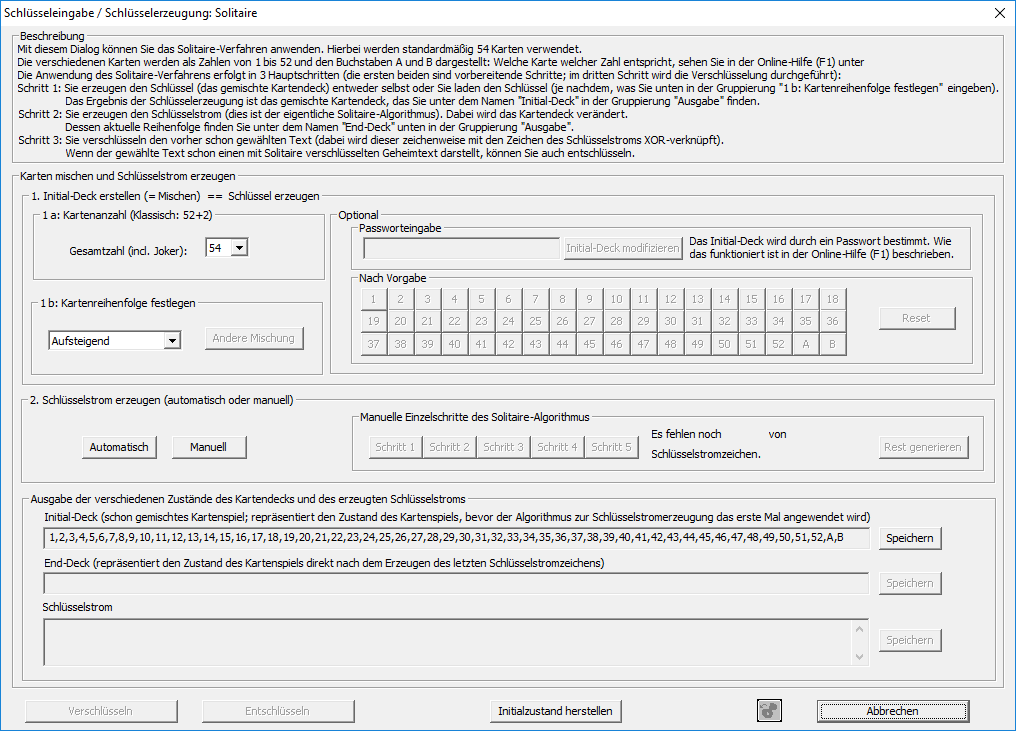 Schlüsseleingabe / Schlüsselerzeugung: Solitaire
Beschreibung
Mit diesem Dialog können Sie das Solitaire-Verfahren anwenden. Hierbei werden standardmäßig 54 Karten verwendet.
Die verschiedenen Karten werden als Zahlen von 1 bis 52 und den Buchstaben A und B dargestellt: Welche Karte welcher Zahl entspricht, sehen Sie in der Online-Hilfe (F1) unter
Die Anwendung des Solitaire-Verfahrens erfolgt in 3 Hauptschritten (die ersten beiden sind vorbereitende Schritte; im dritten Schritt wird die Verschlüsselung durchgeführt):
Schritt 1: Sie erzeugen den Schlüssel (das gemischte Kartendeck) entweder selbst oder Sie laden den Schlüssel (je nachdem, was Sie unten in der Gruppierung "1 b: Kartenreihenfolge festlegen" eingeben).
Das Ergebnis der Schlüsselerzeugung ist das gemischte Kartendeck, das Sie unter dem Namen "Initial-Deck" in der Gruppierung "Ausgabe" finden.
Schritt 2: Sie erzeugen den Schlüsselstrom (dies ist der eigentliche Solitaire-Algorithmus). Dabei wird das Kartendeck verändert.
Dessen aktuelle Reihenfolge finden Sie unter dem Namen "End-Deck" unten in der Gruppierung "Ausgabe".
Schritt 3: Sie verschlüsseln den vorher schon gewählten Text (dabei wird dieser zeichenweise mit den Zeichen des Schlüsselstroms XOR-verknüpft).
Wenn der gewählte Text schon einen mit Solitaire verschlüsselten Geheimtext darstellt, können Sie auch entschlüsseln.
Karten mischen und Schlüsselstrom erzeugen
1. Initial-Deck erstellen (= Mischen) == Schlüssel erzeugen
1 a: Kartenanzahl (Klassisch: 52+2)
Gesamtzahl (incl. Joker): 54
1 b: Kartenreihenfolge festlegen
Aufsteigend Andere Mischung
Optional
Passworteingabe
Initial-Deck modifizieren Das Initial-Deck wird durch ein Passwort bestimmt. Wie
das funktioniert ist in der Online-Hilfe (F1) beschrieben.
Nach Vorgabe
1 2 3 4 5 6 7 8 9 10 11 12 13 14 15 16 17 18
19 20 21 22 23 24 25 26 27 28 29 30 31 32 33 34 35 36
37 38 39 40 41 42 43 44 45 46 47 48 49 50 51 52 A B
Reset
2. Schlüsselstrom erzeugen (automatisch oder manuell)
Automatisch Manuell
Manuelle Einzelschritte des Solitaire-Algorithmus
Schritt 1 Schritt 2 Schritt 3 Schritt 4 Schritt 5
Es fehlen noch von
Schlüsselstromzeichen.
Rest generieren
Ausgabe der verschiedenen Zustände des Kartendecks und des erzeugten Schlüsselstroms
Initial-Deck (schon gemischtes Kartenspiel; repräsentiert den Zustand des Kartenspiels, bevor der Algorithmus zur Schlüsselstromerzeugung das erste Mal angewendet wird)
1,2,3,4,5,6,7,8,9,10,11,12,13,14,15,16,17,18,19,20,21,22,23,24,25,26,27,28,29,30,31,32,33,34,35,36,37,38,39,40,41,42,43,44,45,46,47,48,49,50,51,52,A,B Speichern
End-Deck (repräsentiert den Zustand des Kartenspiels direkt nach dem Erzeugen des letzten Schlüsselstromzeichens)
Speichern
Schlüsselstrom
Speichern
Verschlüsseln Entschlüsseln Initialzustand herstellen Abbrechen